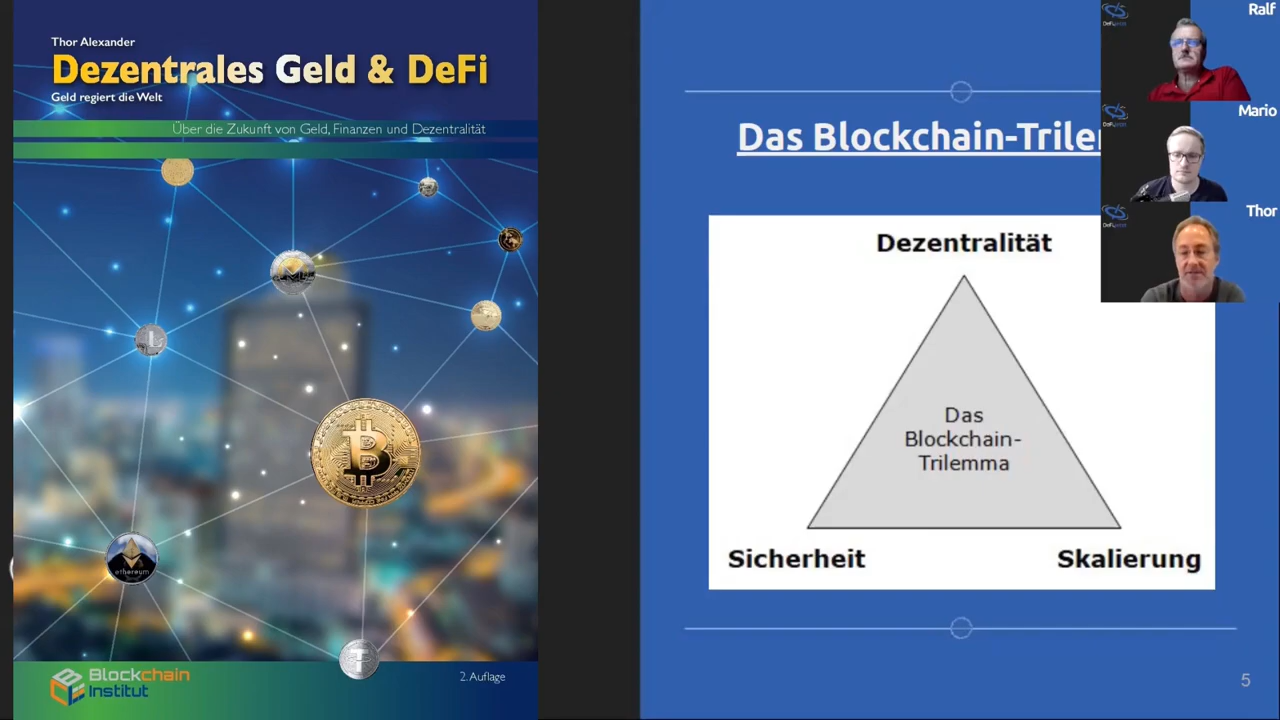 Thor Alexander
Dezentrales Geld & DeFi
Geld regiert die Welt
Über die Zukunft von Geld, Finanzen und Dezentralität
ethereum
Blockchain
Institut
2. Auflage
Das Blockchain-Trile
Dezentralität
Das
Blockchain-
Trilemma
Sicherheit
Skalierung
5
Ralf
Mario
Thor